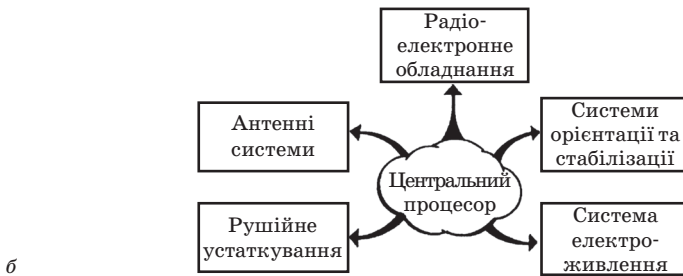 Радіо-
електронне
обладнання
Антенні
системи
Системи
орієнтації та
стабілізації
Центральний
процесор
Рушійне
устаткування
Система
електро-
живлення
б